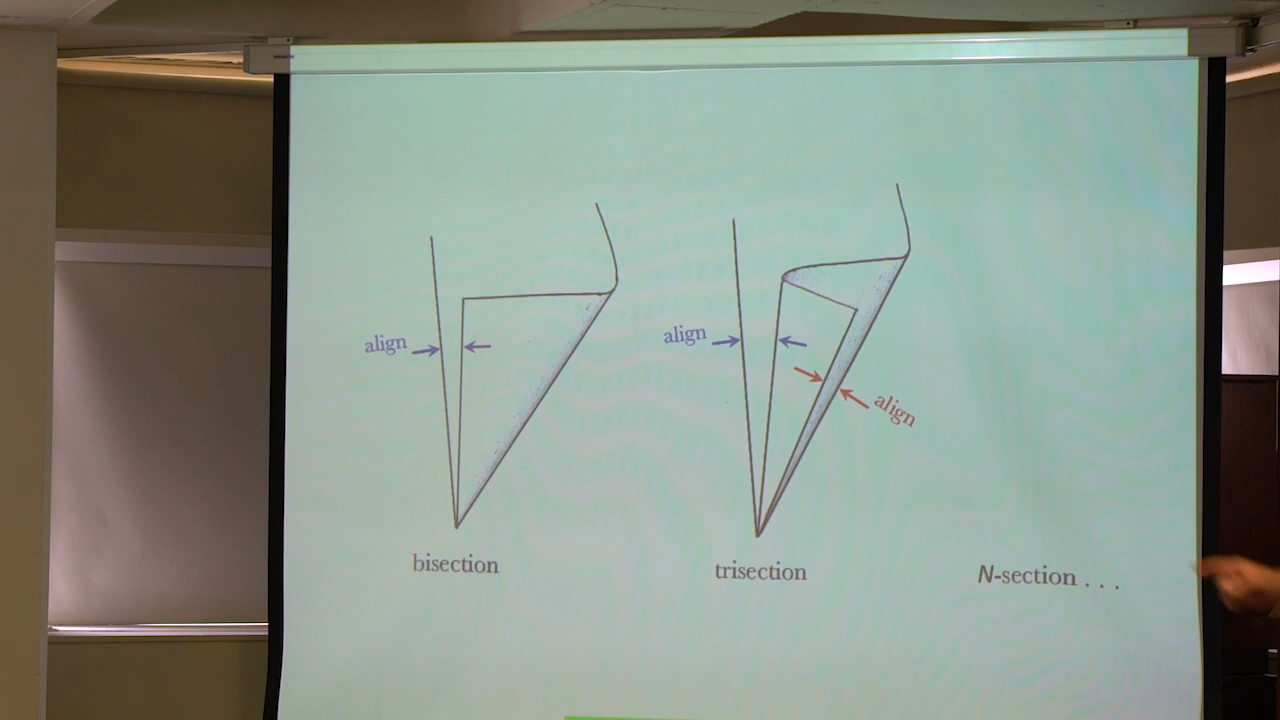 align
align
align
bisection
trisection
N-section . . .